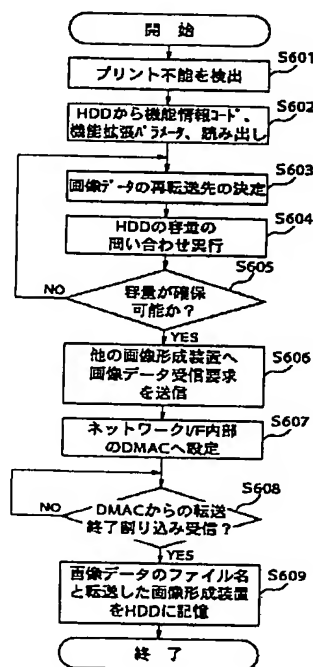 開 始
S601
プリント不能を検出
S602
HDDから機能情報コード、
機能拡張パラメータ、読み出し
S603
画像データの再転送先の決定
S604
HDDの容量の
問い合わせ実行
S605
NO
容量が確保
可能か？
YES
S606
他の画像形成装置へ
画像データ受信要求
を送信
S607
ネットワークI/F内部
のDMACへ設定
S608
NO
DMACからの転送
終了割り込み受信？
YES
S609
画像データのファイル名
と転送した画像形成装置
をHDDに記憶
終 了